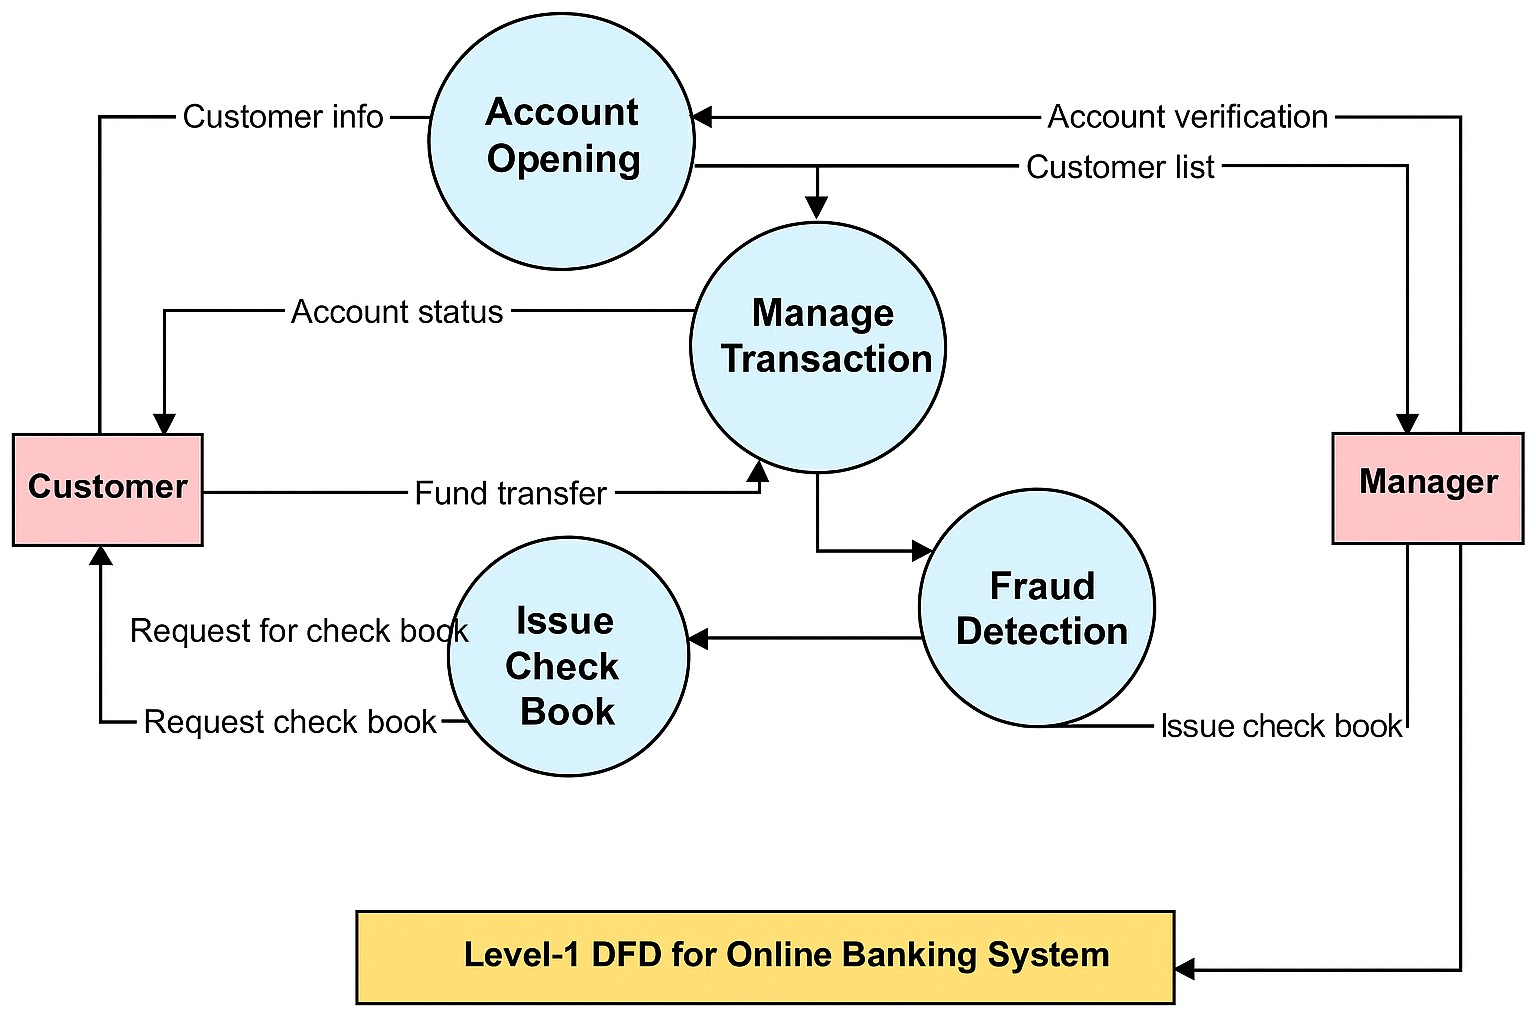 Account
Opening
Customer info
Account verification
Customer list
Manage
Transaction
Account status
Customer
Manager
Fund transfer
Fraud
Detection
Issue
Check
Book
Request for check book
Request check book
Issue check book
Level-1 DFD for Online Banking System